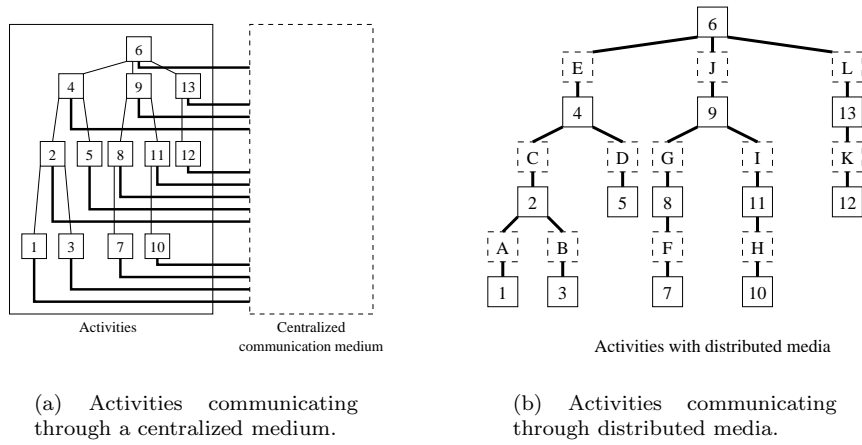 6
4 9 13
2 5 8 11 12
1 3 7 10
Activities
Centralized
communication medium
(a) Activities communicating
through a centralized medium.
6
E J L
4 9 13
C D G I K
2 5 8 11 12
A B F H
1 3 7 10
Activities with distributed media
(b) Activities communicating
through distributed media.